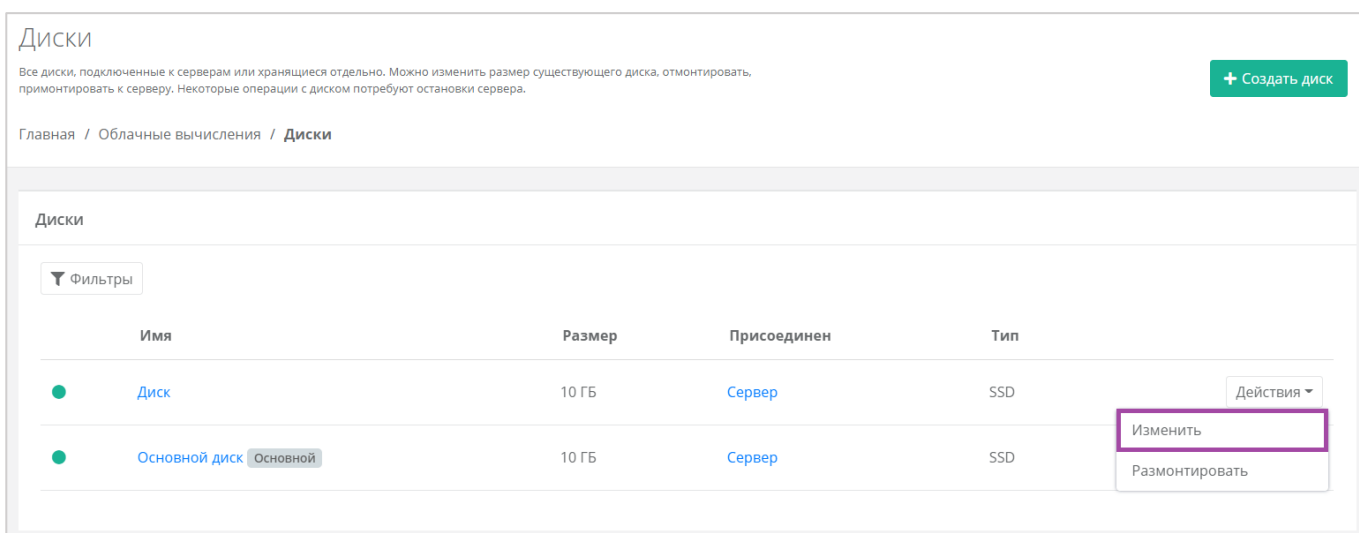 Диски
Все диски, подключенные к серверам или хранящиеся отдельно. Можно изменить размер существующего диска, отмонтировать,
примонтировать к серверу. Некоторые операции с диском потребуют остановки сервера.
+ Создать диск
Главная / Облачные вычисления / Диски
Диски
Фильтры
Имя Размер Присоединен Тип
Диск 10 ГБ Сервер SSD Действия
Изменить
Основной диск Основной 10 ГБ Сервер SSD
Размонтировать